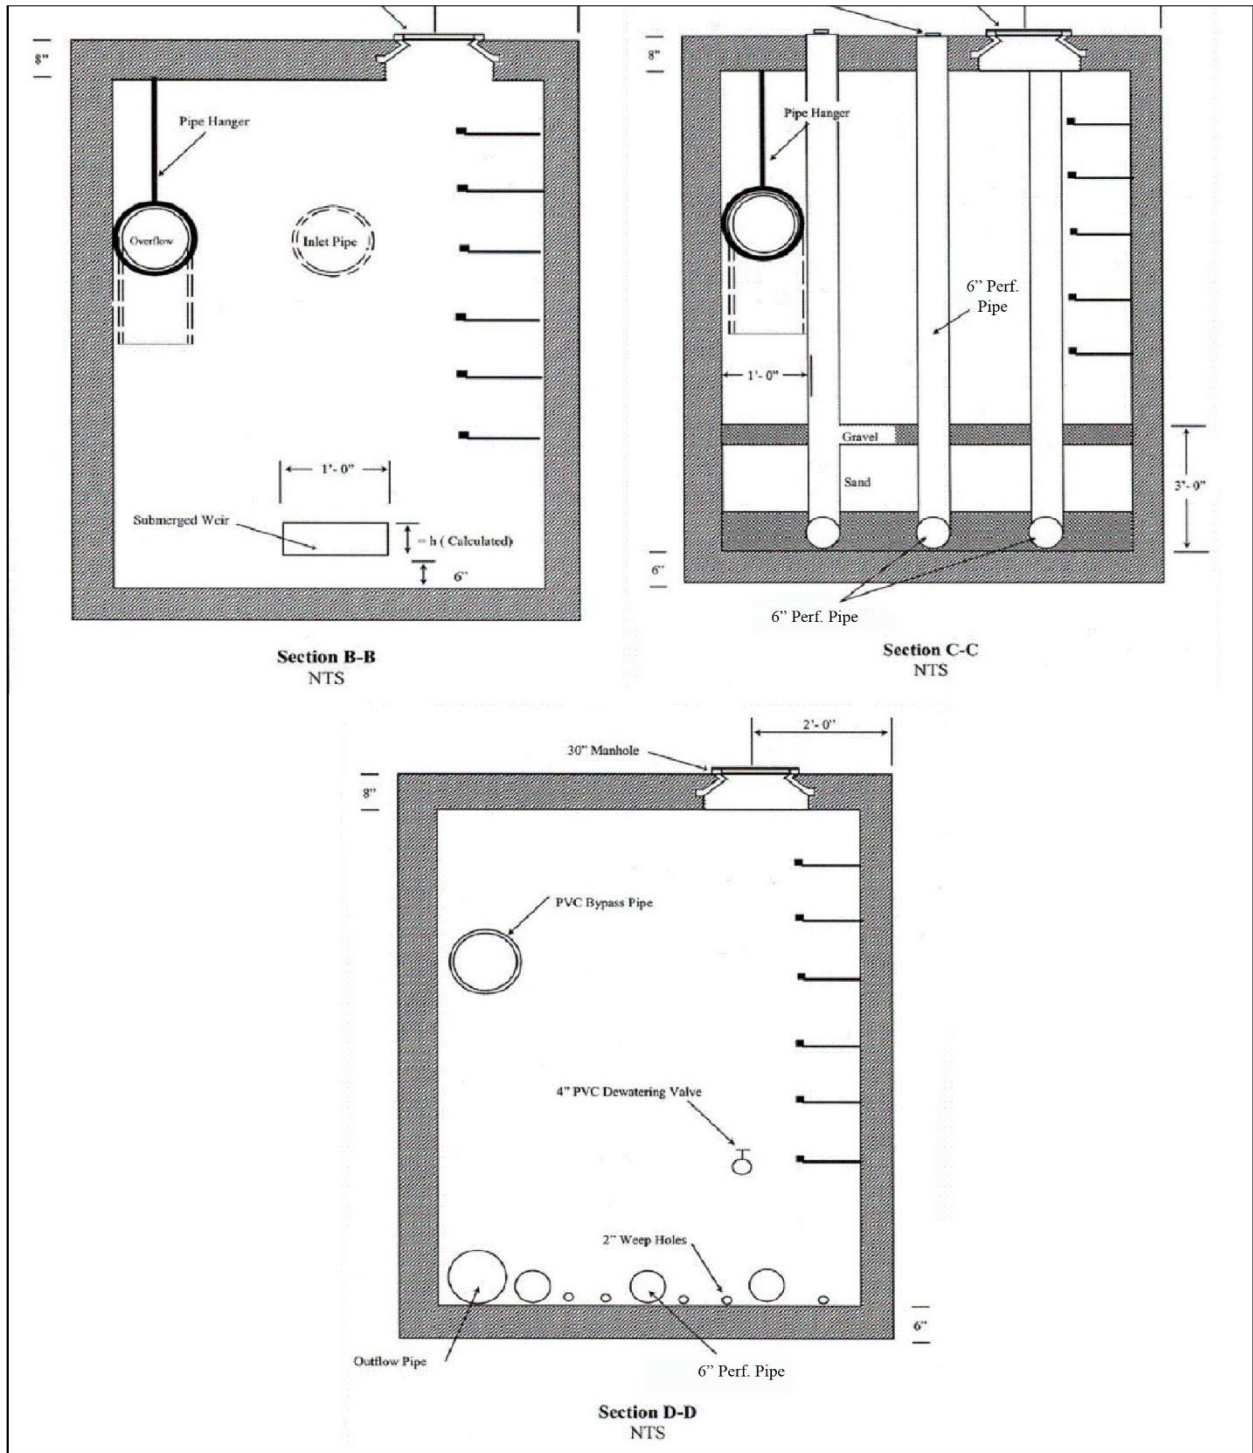 8"
Pipe Hanger
Overflow
Inlet Pipe
1'- 0"
Submerged Weir
= h ( Calculated)
6"
Section B-B
NTS
8"
Pipe Hanger
6" Perf.
Pipe
1'- 0"
Gravel
Sand
3'- 0"
6"
6" Perf. Pipe
Section C-C
NTS
2'- 0"
30" Manhole
8"
PVC Bypass Pipe
4" PVC Dewatering Valve
2" Weep Holes
6"
Outflow Pipe
6" Perf. Pipe
Section D-D
NTS